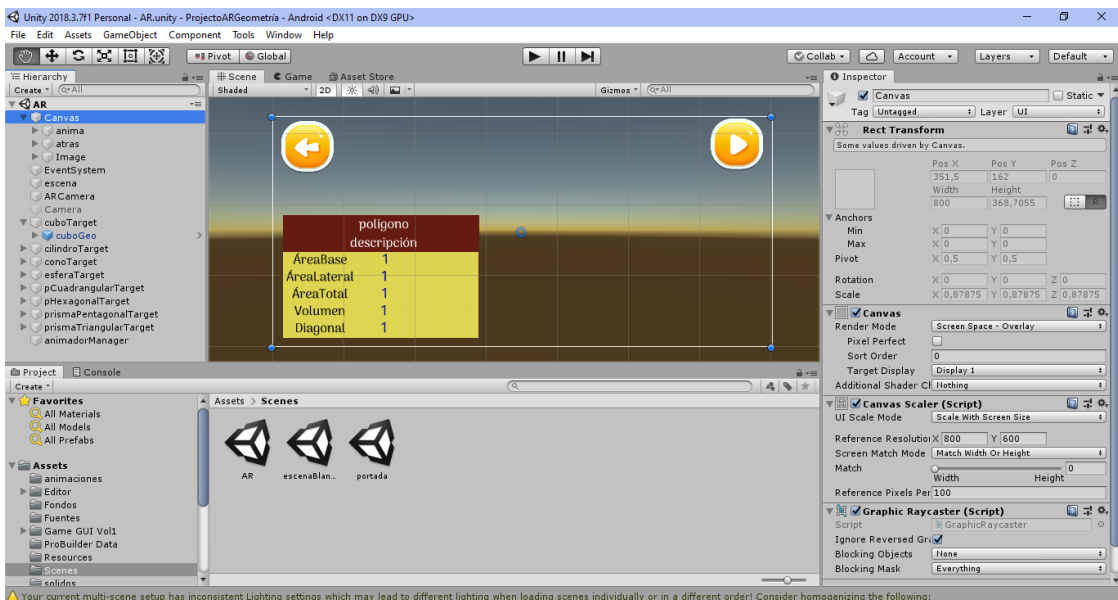 Unity 2018.3.7f1 Personal - AR.unity - ProjectoARGeometría - Android <DX11 on DX9 GPU>
File Edit Assets GameObject Component Tools Window Help
Pivot Global
Collab Account Layers Default
Hierarchy
Create All
AR
Canvas
anima
atras
Image
EventSystem
escena
ARCamera
Camera
cuboTarget
cuboGeo
cilindroTarget
conoTarget
esferaTarget
pCuadrangularTarget
pHexagonalTarget
prismaPentagonalTarget
prismaTriangularTarget
animadorManager
Scene Game Asset Store
Shaded 2D Gizmos All
poligono
descripción
ÁreaBase 1
ÁreaLateral 1
ÁreaTotal 1
Volumen 1
Diagonal 1
Inspector
Canvas Static
Tag Untagged Layer UI
Rect Transform
Some values driven by Canvas.
Pos X Pos Y Pos Z
351,5 162 0
Width Height
800 368,7055 R
Anchors
Min X 0 Y 0
Max X 0 Y 0
Pivot X 0,5 Y 0,5
Rotation X 0 Y 0 Z 0
Scale X 0,87875 Y 0,87875 Z 0,87875
Canvas
Render Mode Screen Space - Overlay
Pixel Perfect
Sort Order 0
Target Display Display 1
Additional Shader Cl Nothing
Canvas Scaler (Script)
UI Scale Mode Scale With Screen Size
Reference Resolution X 800 Y 600
Screen Match Mode Match Width Or Height
Match 0
Width Height
Reference Pixels Per 100
Graphic Raycaster (Script)
Script GraphicRaycaster
Ignore Reversed Gra
Blocking Objects None
Blocking Mask Everything
Project Console
Create
Favorites
All Materials
All Models
All Prefabs
Assets
animaciones
Editor
Fondos
Fuentes
Game GUI Vol1
ProBuilder Data
Resources
Scenes
solidos
Assets > Scenes
AR escenaBlan... portada
Your current multi-scene setup has inconsistent Lighting settings which may lead to different lighting when loading scenes individually or in a different order! Consider homogenizing the following: